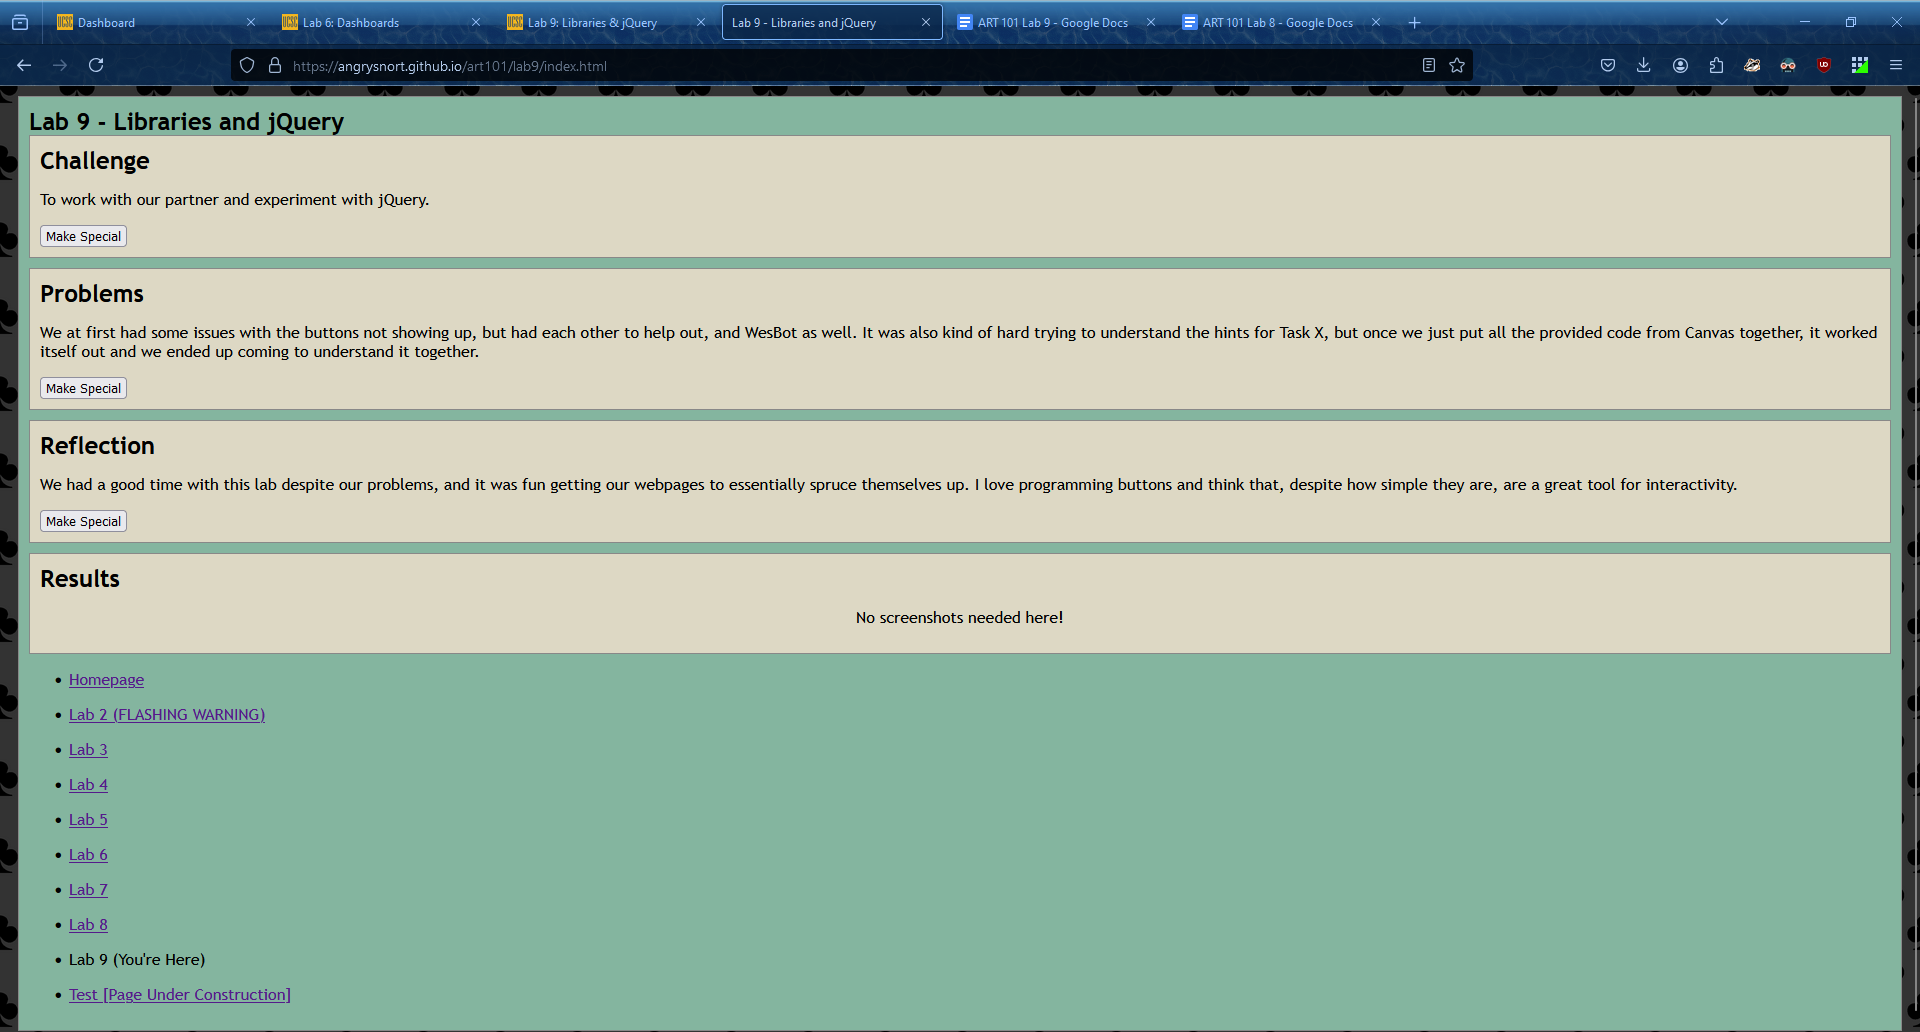 Dashboard
Lab 6: Dashboards
Lab 9: Libraries & jQuery
Lab 9 - Libraries and jQuery
ART 101 Lab 9 - Google Docs
ART 101 Lab 8 - Google Docs
https://angrysnort.github.io/art101/lab9/index.html
Lab 9 - Libraries and jQuery
Challenge
To work with our partner and experiment with jQuery.
Make Special
Problems
We at first had some issues with the buttons not showing up, but had each other to help out, and WesBot as well. It was also kind of hard trying to understand the hints for Task X, but once we just put all the provided code from Canvas together, it worked
itself out and we ended up coming to understand it together.
Make Special
Reflection
We had a good time with this lab despite our problems, and it was fun getting our webpages to essentially spruce themselves up. I love programming buttons and think that, despite how simple they are, are a great tool for interactivity.
Make Special
Results
No screenshots needed here!
Homepage
Lab 2 (FLASHING WARNING)
Lab 3
Lab 4
Lab 5
Lab 6
Lab 7
Lab 8
Lab 9 (You're Here)
Test [Page Under Construction]